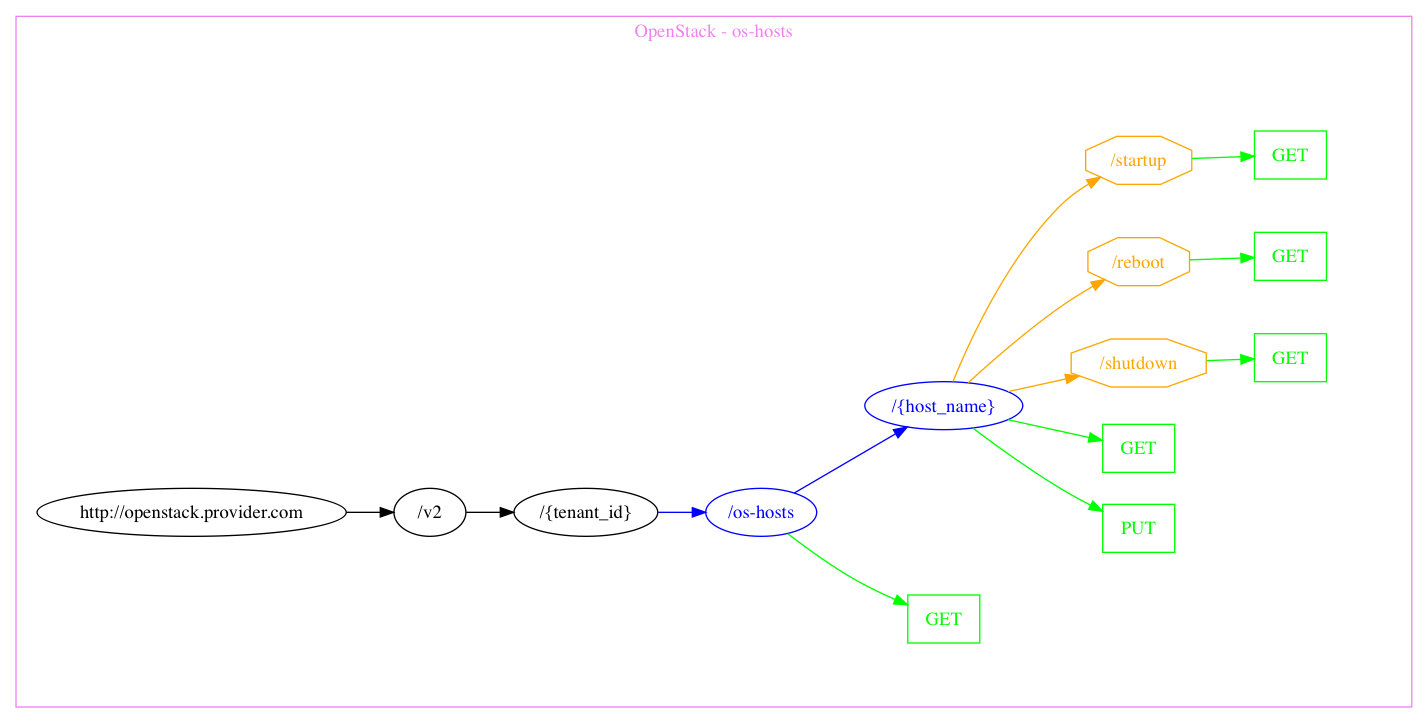 OpenStack - os-hosts
/startup
GET
/reboot
GET
/shutdown
GET
/{host_name}
GET
http://openstack.provider.com
/v2
/{tenant_id}
/os-hosts
PUT
GET